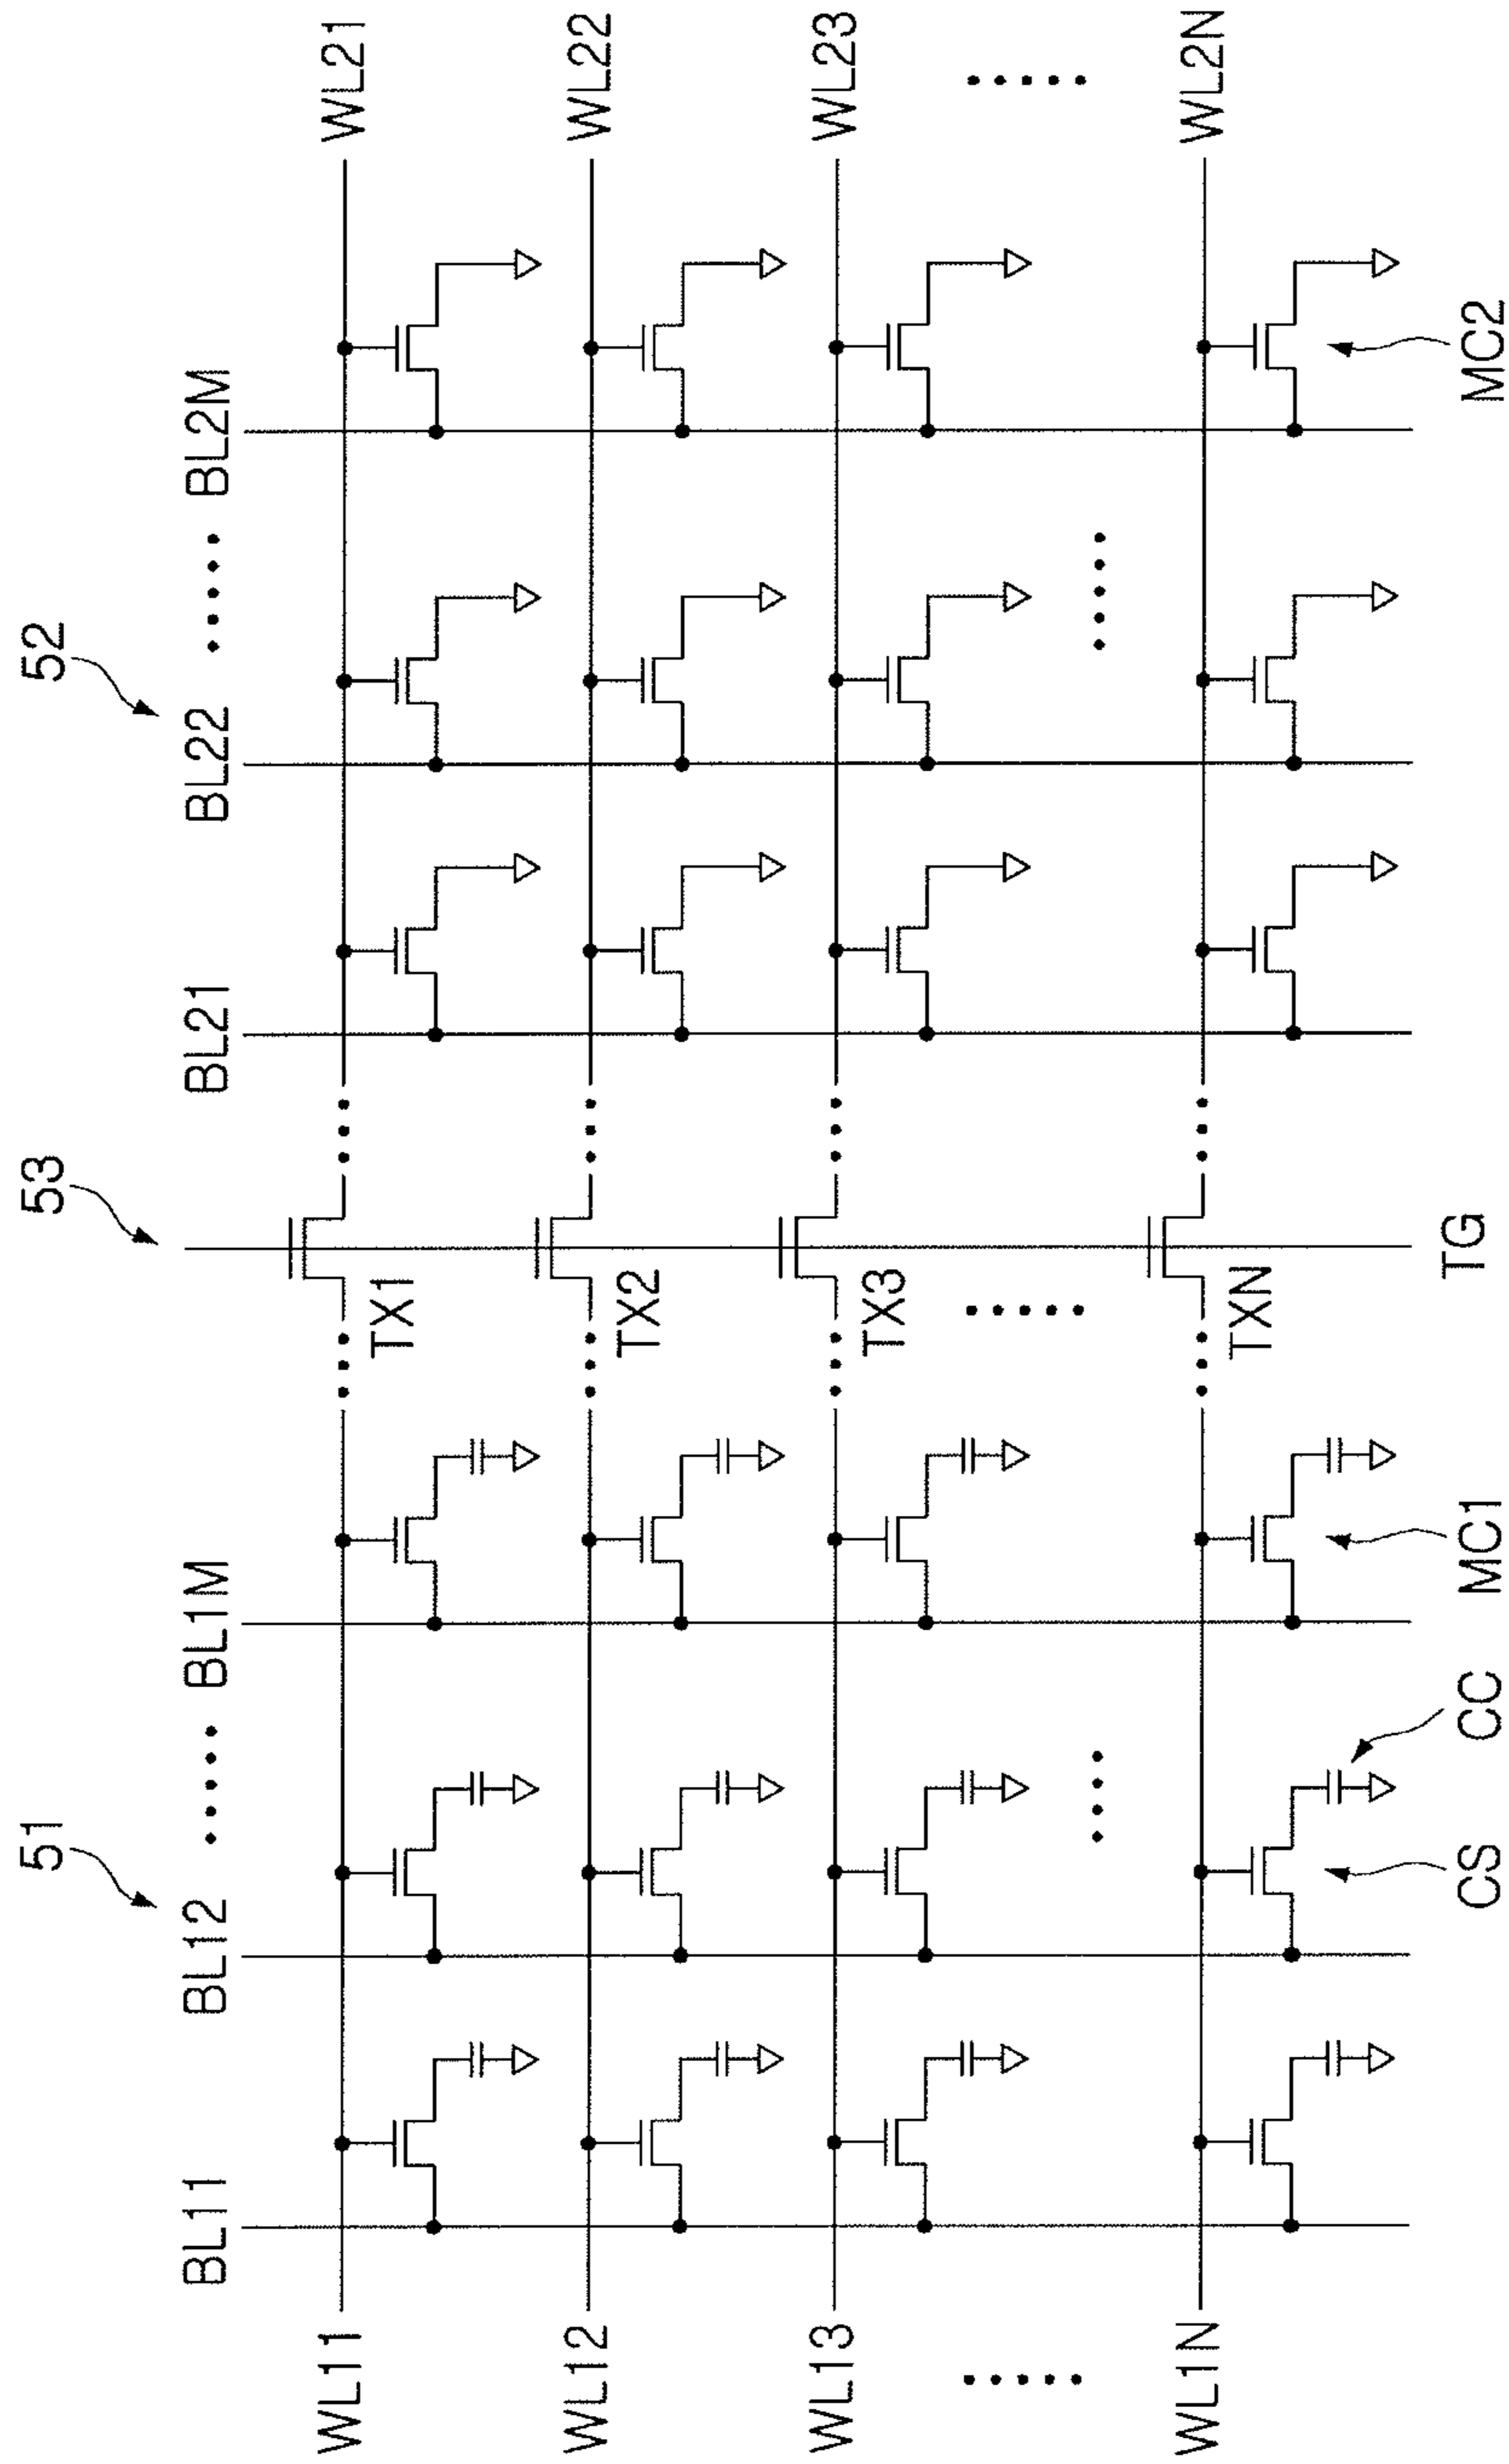 51
53
52
BL11
BL12
BL1M
BL21
BL22
BL2M
WL11
TX1
WL21
WL12
TX2
WL22
WL13
TX3
WL23
WL1N
TXN
WL2N
CS
CC
MC1
TG
MC2